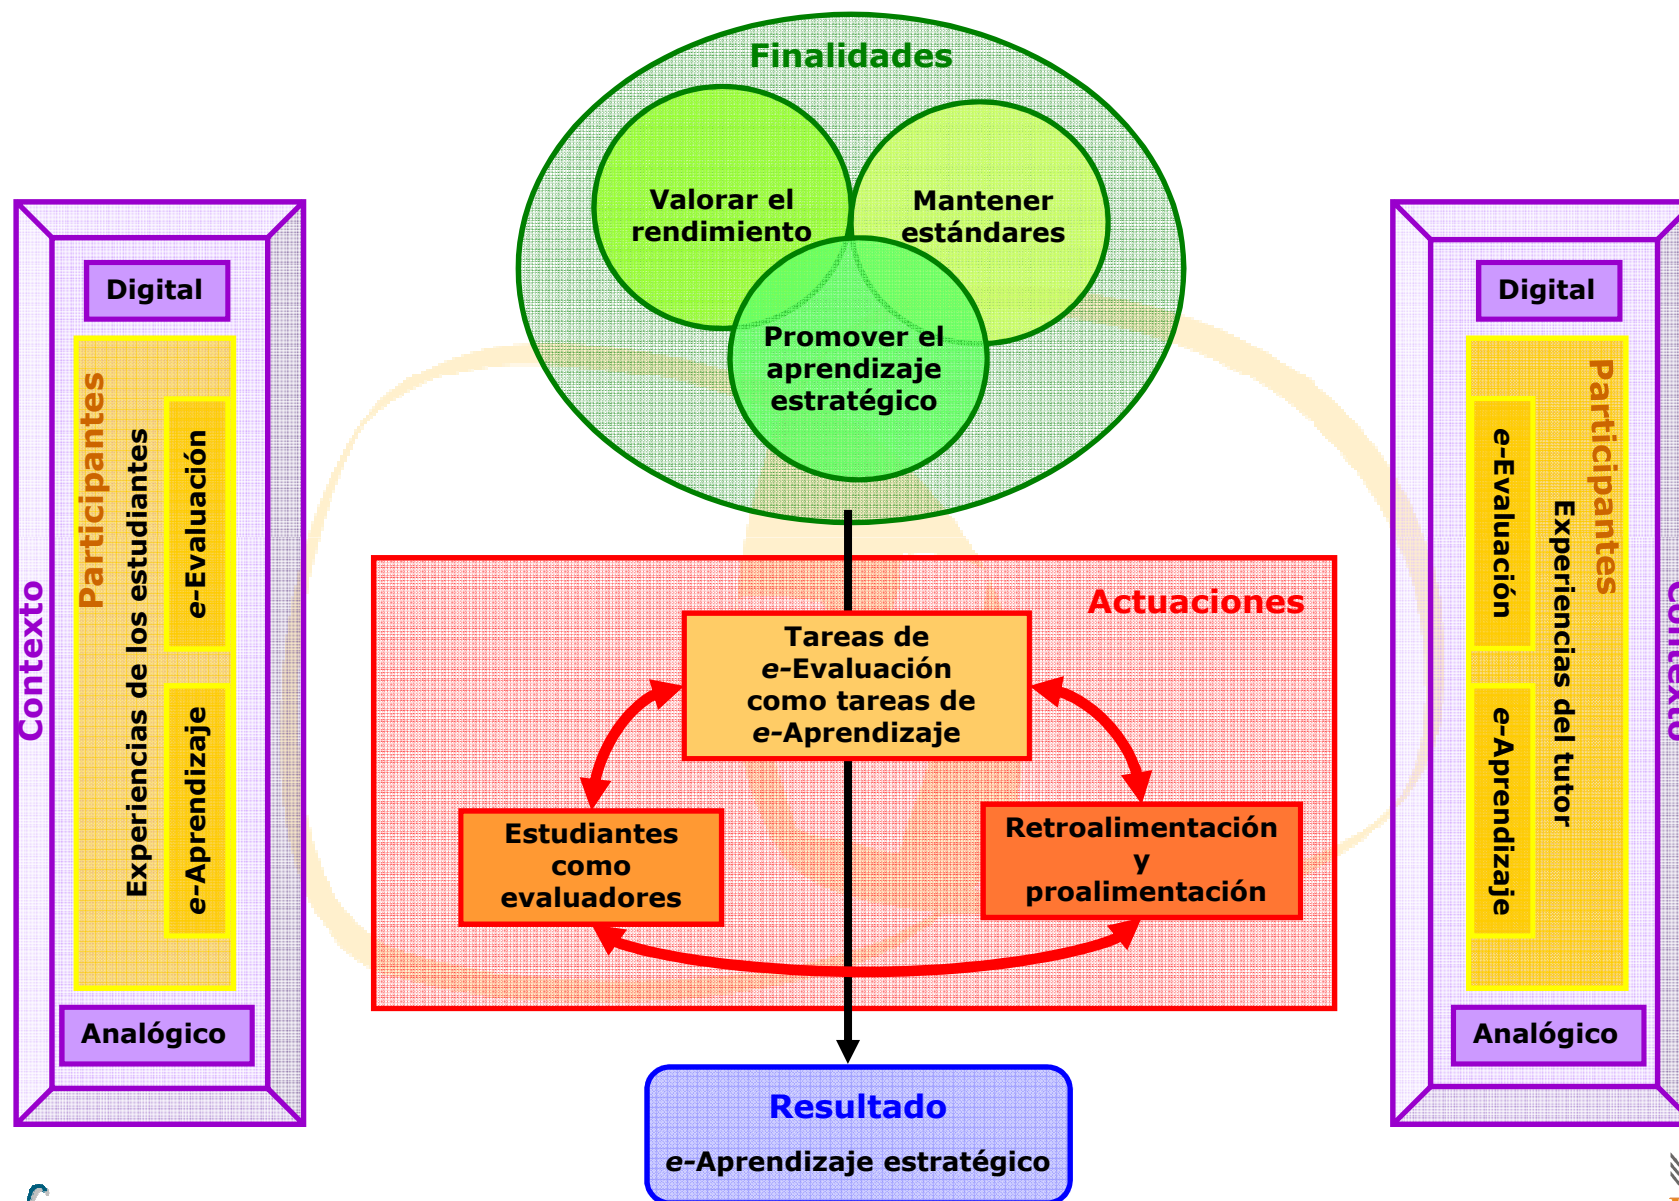 Finalidades
Valorar el
rendimiento
Mantener
estándares
Promover el
aprendizaje
estratégico
Contexto
Digital
Participantes
Experiencias de los estudiantes
e-Evaluación
e-Aprendizaje
Analógico
Actuaciones
Tareas de
e-Evaluación
como tareas de
e-Aprendizaje
Estudiantes
como
evaluadores
Retroalimentación
y
proalimentación
Digital
Participantes
Experiencias del tutor
e-Evaluación
e-Aprendizaje
Analógico
Contexto
Resultado
e-Aprendizaje estratégico